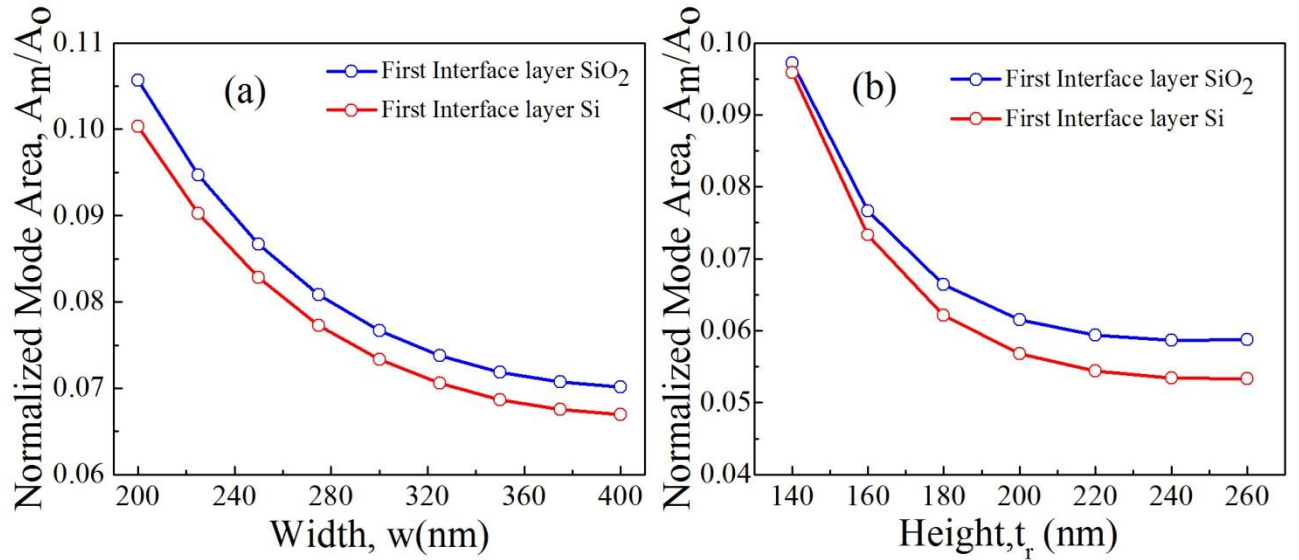 Normalized Mode Area, Am/Ao
0.11
0.10
0.09
0.08
0.07
0.06
(a)
First Interface layer SiO2
First Interface layer Si
200 240 280 320 360 400
Width, w(nm)
Normalized Mode Area, Am/Ao
0.10
0.09
0.08
0.07
0.06
0.05
0.04
(b)
First Interface layer SiO2
First Interface layer Si
140 160 180 200 220 240 260
Height,t_r (nm)